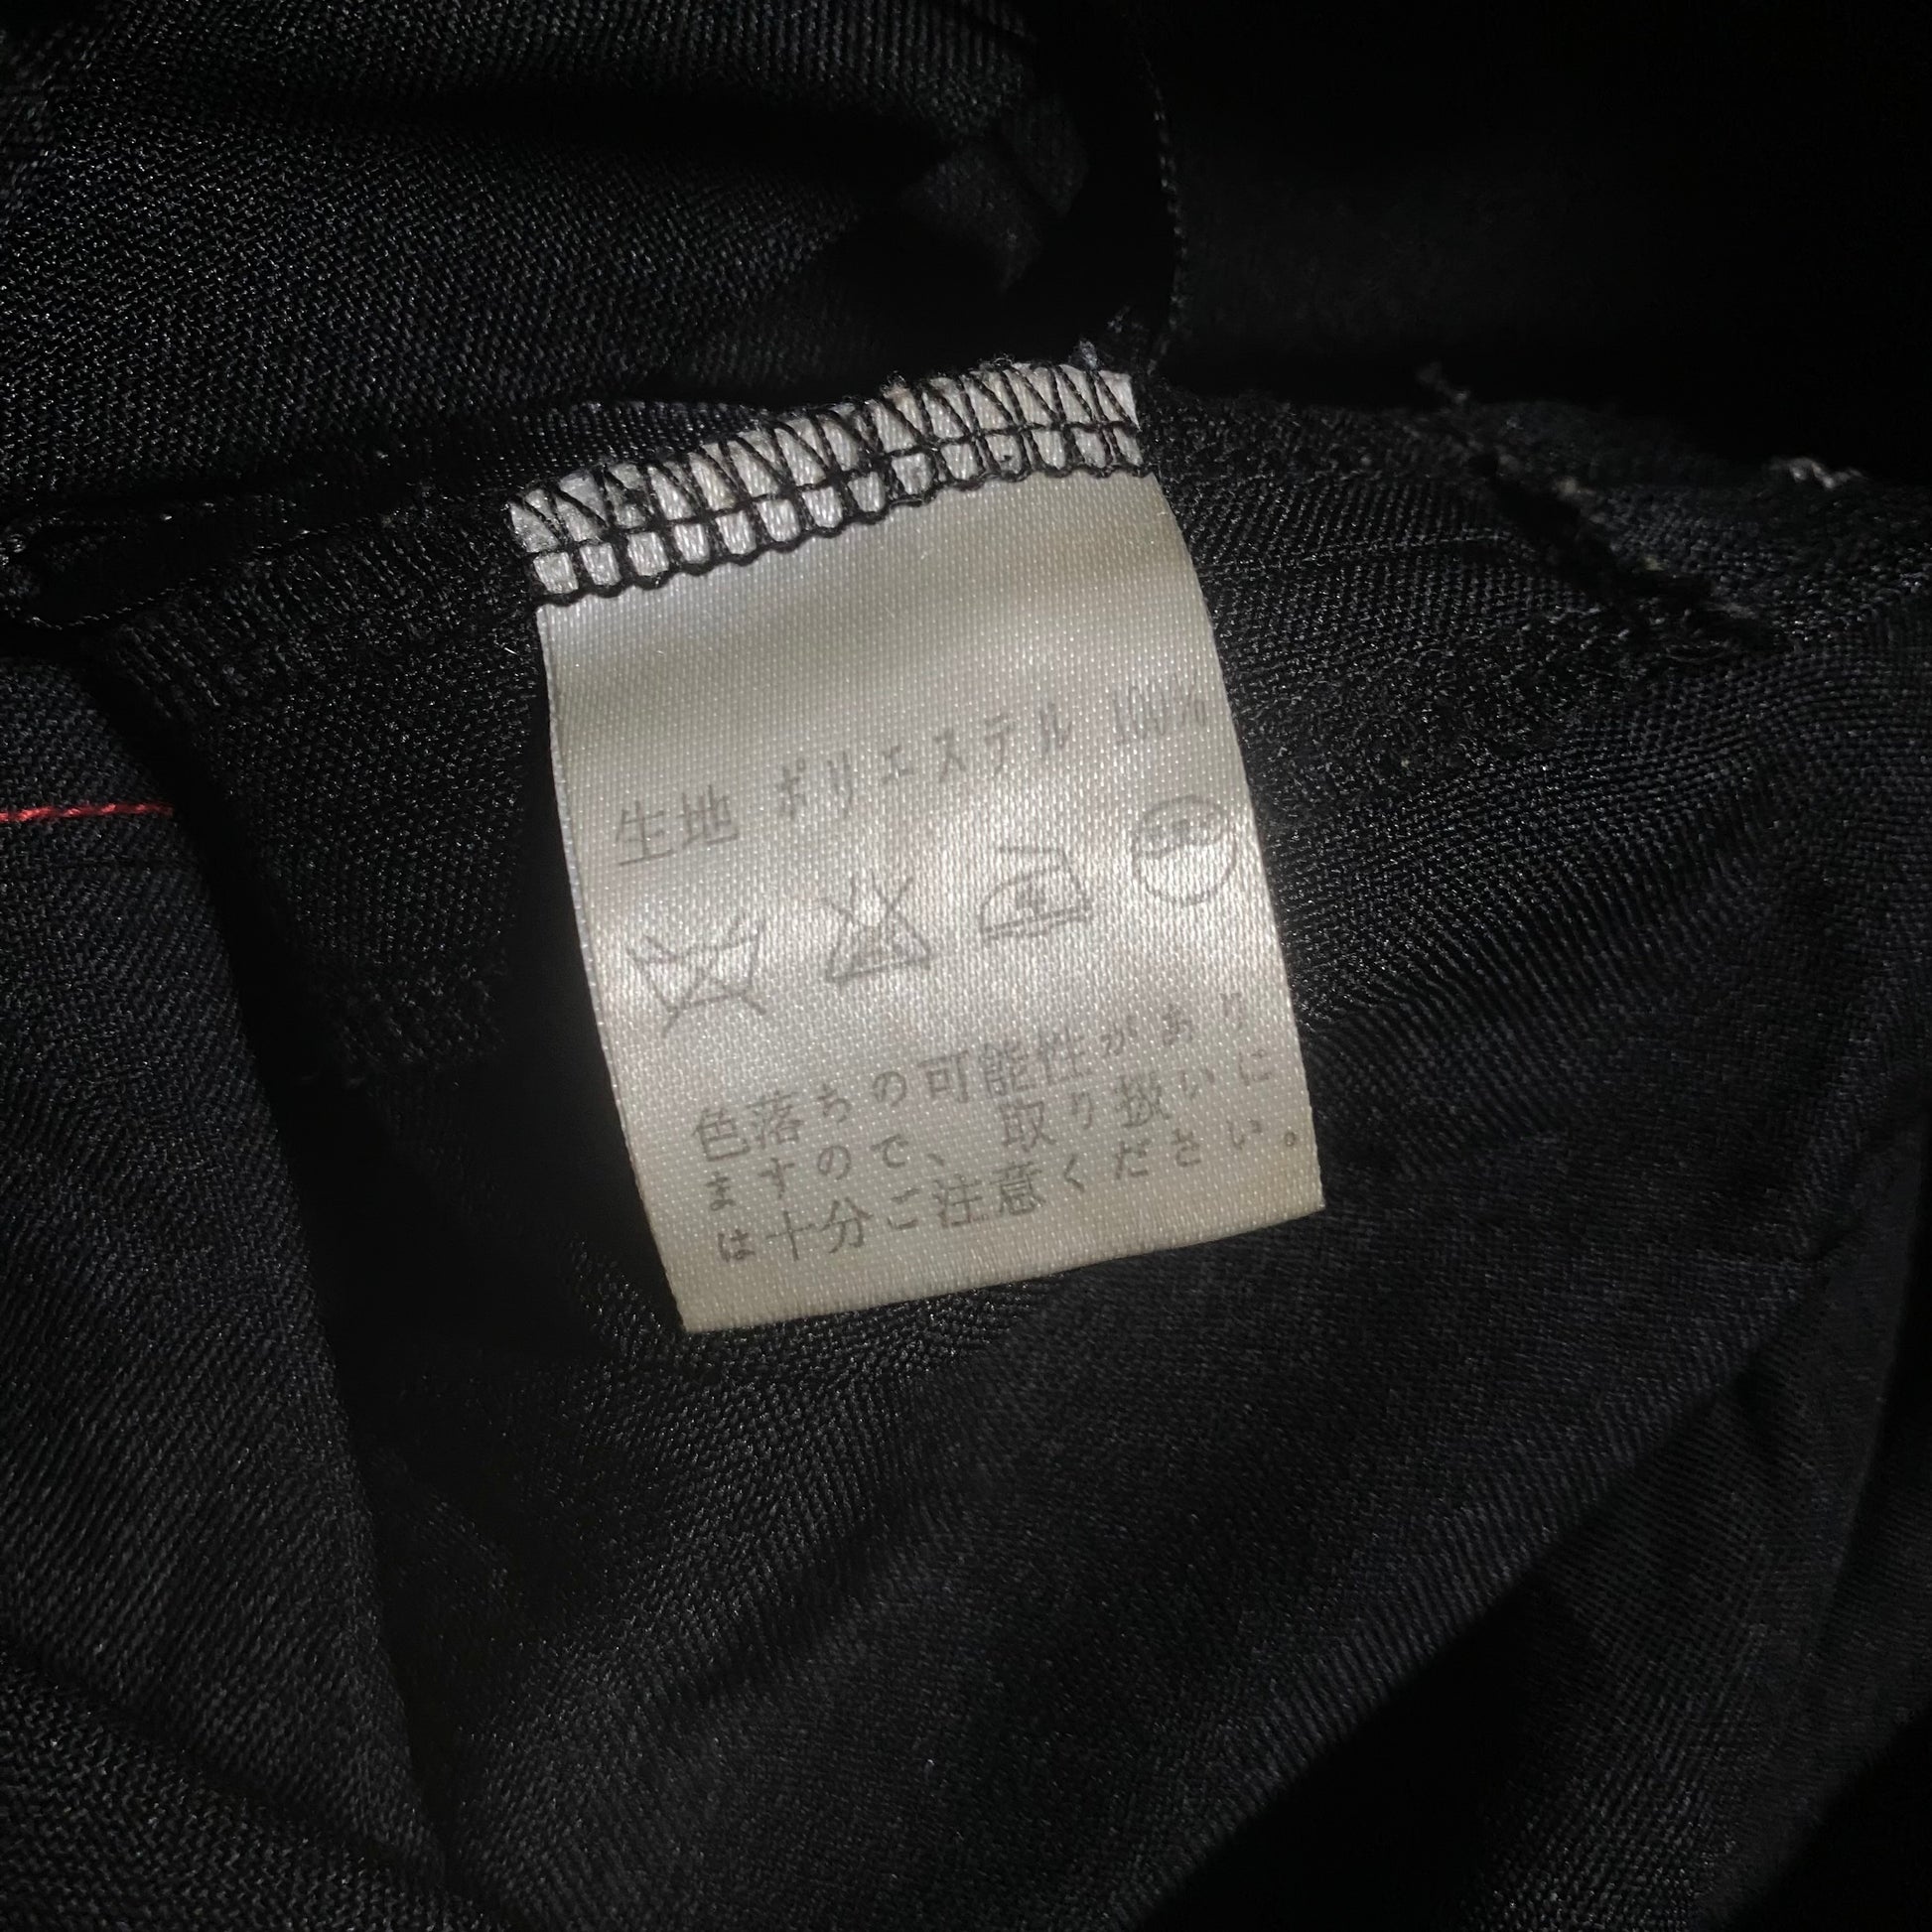 生地 ポリエステル 100%
色落ちの可能性があり
ますので、取り扱いに
は十分ご注意ください。